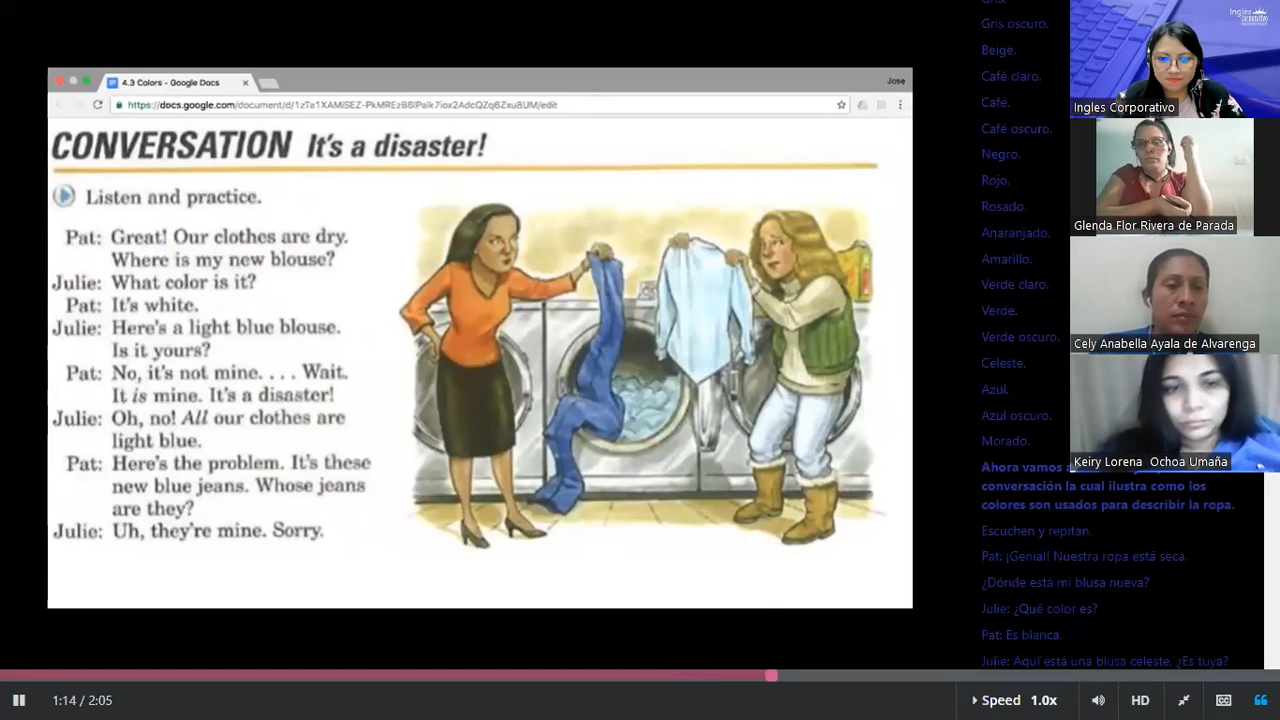 4.3 Colors - Google Docs
Jose
CONVERSATION It's a disaster!
Listen and practice.
Pat: Great! Our clothes are dry.
Where is my new blouse?
Julie: What color is it?
Pat: It's white.
Julie: Here's a light blue blouse.
Is it yours?
Pat: No, it's not mine. . . . Wait.
It is mine. It's a disaster!
Julie: Oh, no! All our clothes are
light blue.
Pat: Here's the problem. It's these
new blue jeans. Whose jeans
are they?
Julie: Uh, they're mine. Sorry.
Gris.
Gris oscuro.
Beige.
Café claro.
Café.
Café oscuro.
Negro.
Rojo.
Rosado.
Anaranjado.
Amarillo.
Verde claro.
Verde.
Verde oscuro.
Celeste.
Azul.
Azul oscuro.
Morado.
Ahora vamos
conversación la cual ilustra como los
colores son usados para describir la ropa.
Escuchen y repitan.
Pat: ¡Genial! Nuestra ropa está seca.
¿Dónde está mi blusa nueva?
Julie: ¿Qué color es?
Pat: Es blanca.
Julie: Aquí está una blusa celeste. ¿Es tuya?
Ingles
Ingles Corporativo
Glenda Flor Rivera de Parada
Cely Anabella Ayala de Alvarenga
Keiry Lorena Ochoa Umaña
1:14 / 2:05
Speed 1.0x
HD
CC